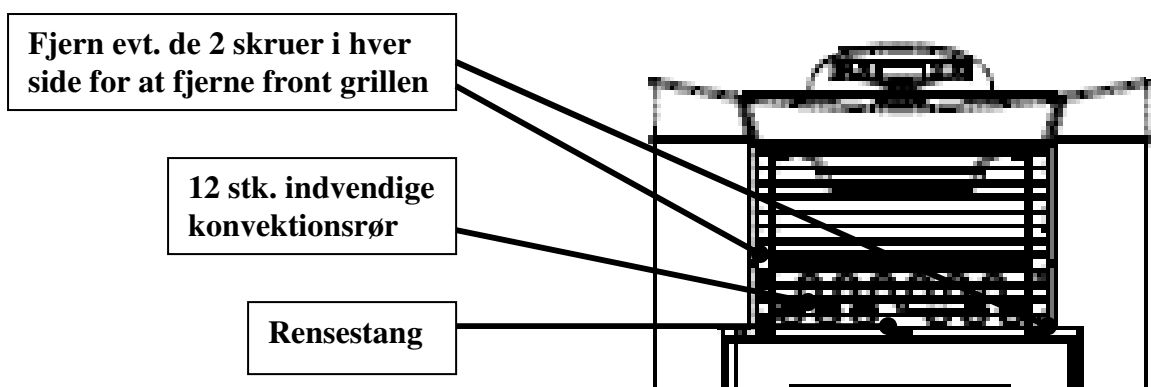 Fjern evt. de 2 skruer i hver
side for at fjerne front grillen
12 stk. indvendige
konvektionsrør
Rensestang